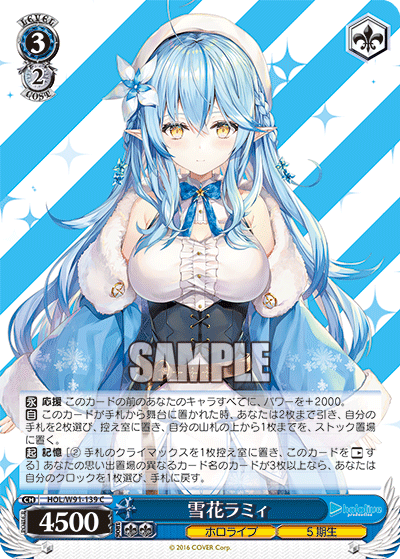 LEVEL
3
2
COST
SAMPLE
永 応援 このカードの前のあなたのキャラすべてに、パワーを+2000。
自 このカードが手札から舞台に置かれた時、あなたは2枚まで引き、自分の
手札を2枚選び、控え室に置き、自分の山札の上から1枚までを、ストック置場
に置く。
起 記憶 [② 手札のクライマックスを1枚控え室に置き、このカードを
する] あなたの思い出置場の異なるカード名のカードが3枚以上なら、あなたは
自分のクロックを1枚選び、手札に戻す。
CH HOL/W91-139 C
4500
雪花ラミィ
hololive
production
ホロライブ
5期生
© 2016 COVER Corp.